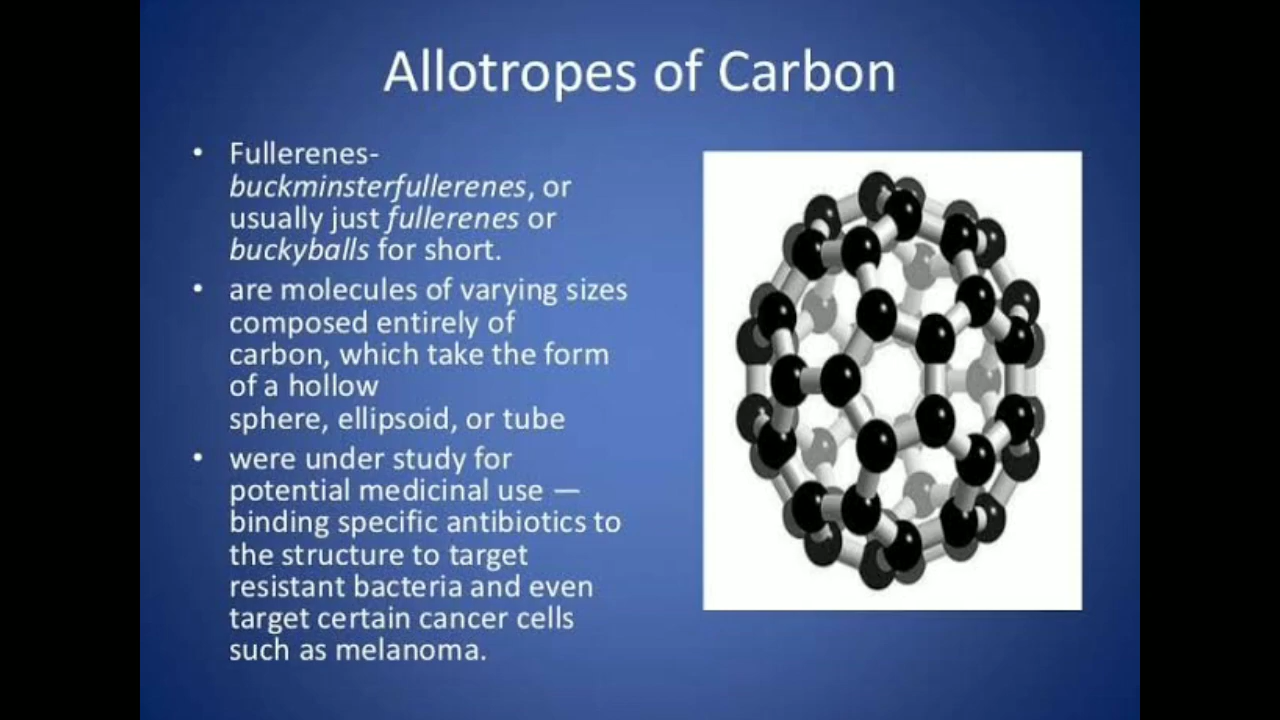 Allotropes of Carbon
• Fullerenes-
buckminsterfullerenes, or
usually just fullerenes or
buckyballs for short.
• are molecules of varying sizes
composed entirely of
carbon, which take the form
of a hollow
sphere, ellipsoid, or tube
• were under study for
potential medicinal use —
binding specific antibiotics to
the structure to target
resistant bacteria and even
target certain cancer cells
such as melanoma.